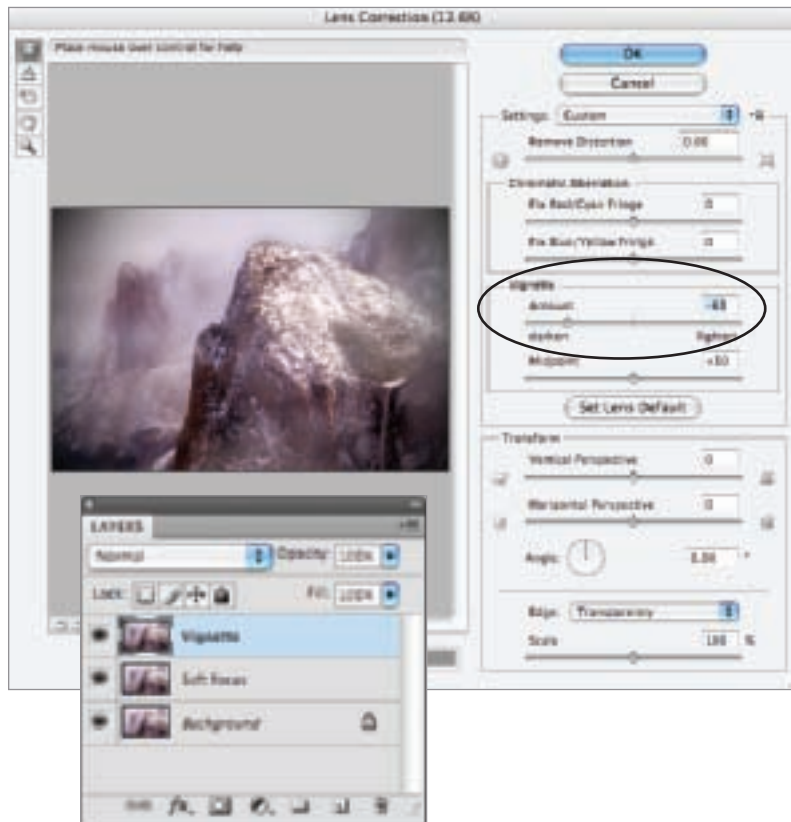 Lens Correction (12.6%)
Place mouse over control for help
OK
Cancel
Settings: Custom
Remove Distortion 0.00
Chromatic Aberration
Fix Red/Cyan Fringe 0
Fix Blue/Yellow Fringe 0
Vignette
Amount
darken lighten
Midpoint +50
Set Lens Default
Transform
Vertical Perspective 0
Horizontal Perspective 0
Angle: 0.00 °
Edge: Transparency
Scale 100 %
LAYERS
Normal Opacity: 100%
Lock: Fill: 100%
Vignette
Soft Focus
Background